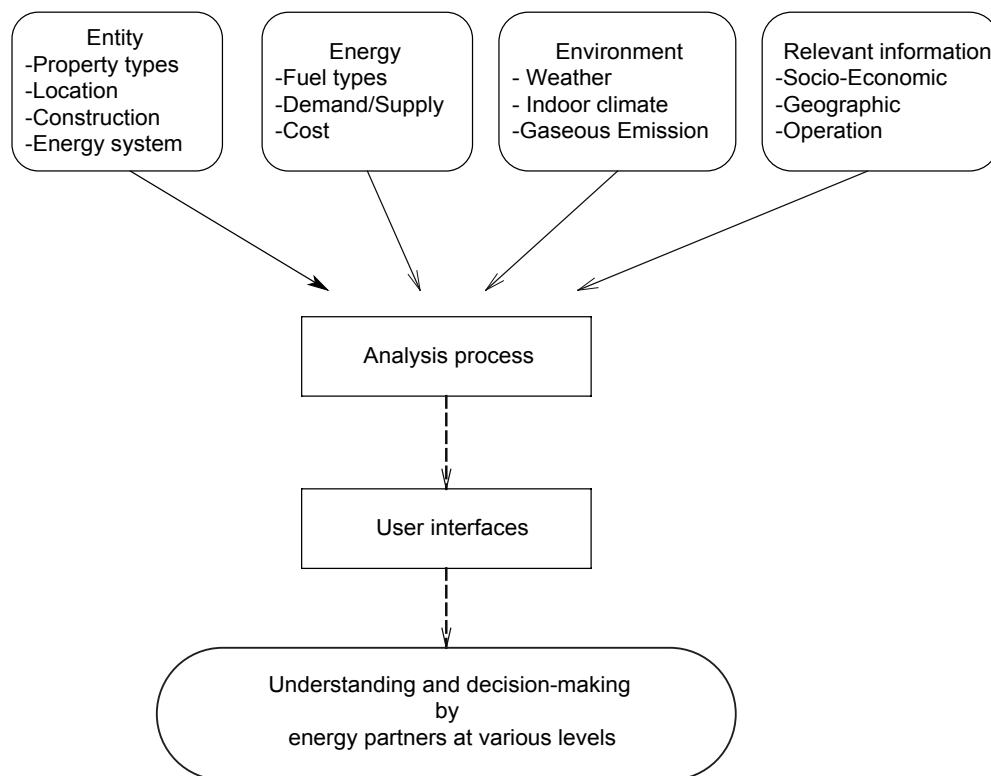 Entity
-Property types
-Location
-Construction
-Energy system
Energy
-Fuel types
-Demand/Supply
-Cost
Environment
- Weather
- Indoor climate
-Gaseous Emission
Relevant information
-Socio-Economic
-Geographic
-Operation
Analysis process
User interfaces
Understanding and decision-making
by
energy partners at various levels